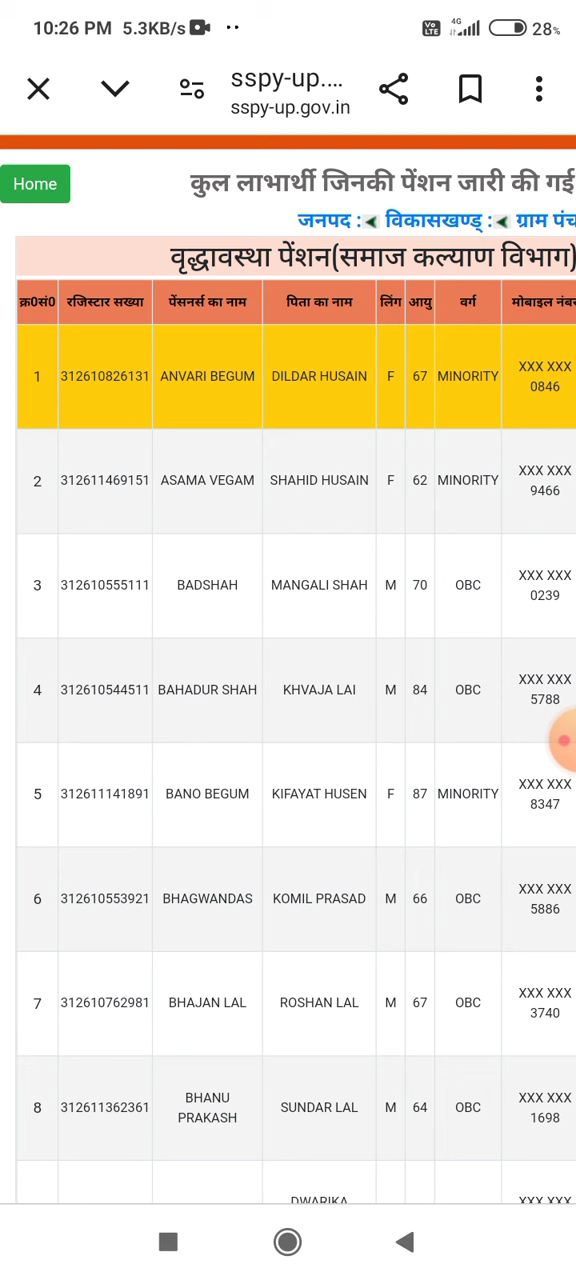 10:26 PM 5.3KB/s
Vo LTE 4G 28%
sspy-up....
sspy-up.gov.in
Home
कुल लाभार्थी जिनकी पेंशन जारी की गई
जनपद : विकासखण्ड : ग्राम पंच
वृद्धावस्था पेंशन(समाज कल्याण विभाग)
क्र0सं0 रजिस्टार सख्या पेंसनर्स का नाम पिता का नाम लिंग आयु वर्ग मोबाइल नंबर
1 312610826131 ANVARI BEGUM DILDAR HUSAIN F 67 MINORITY XXX XXX
0846
2 312611469151 ASAMA VEGAM SHAHID HUSAIN F 62 MINORITY XXX XXX
9466
3 312610555111 BADSHAH MANGALI SHAH M 70 OBC XXX XXX
0239
4 312610544511 BAHADUR SHAH KHVAJA LAI M 84 OBC XXX XXX
5788
5 312611141891 BANO BEGUM KIFAYAT HUSEN F 87 MINORITY XXX XXX
8347
6 312610553921 BHAGWANDAS KOMIL PRASAD M 66 OBC XXX XXX
5886
7 312610762981 BHAJAN LAL ROSHAN LAL M 67 OBC XXX XXX
3740
8 312611362361 BHANU PRAKASH SUNDAR LAL M 64 OBC XXX XXX
1698
DWARIKA XXX XXX